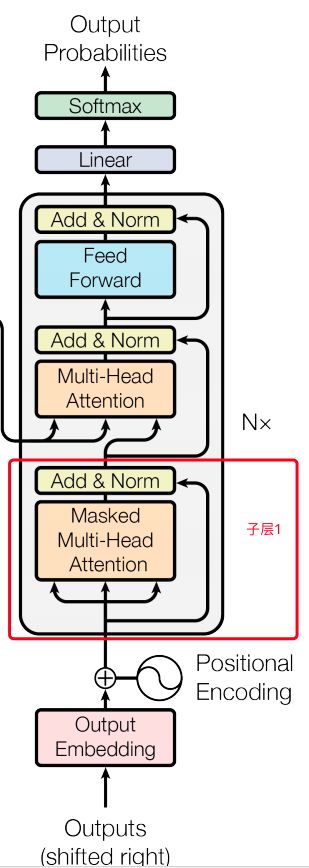 Output
Probabilities
Softmax
Linear
Add & Norm
Feed
Forward
Add & Norm
Multi-Head
Attention
N×
Add & Norm
Masked
Multi-Head
Attention
子层1
Positional
Encoding
Output
Embedding
Outputs
(shifted right)